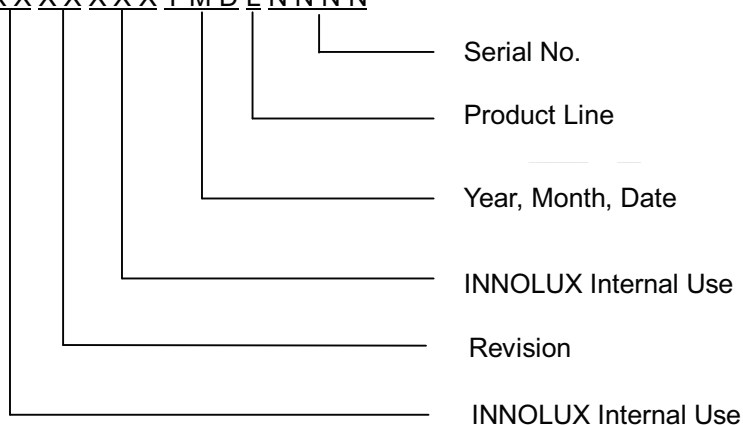 X X X X X X X Y M D L N N N N
Serial No.
Product Line
Year, Month, Date
INNOLUX Internal Use
Revision
INNOLUX Internal Use